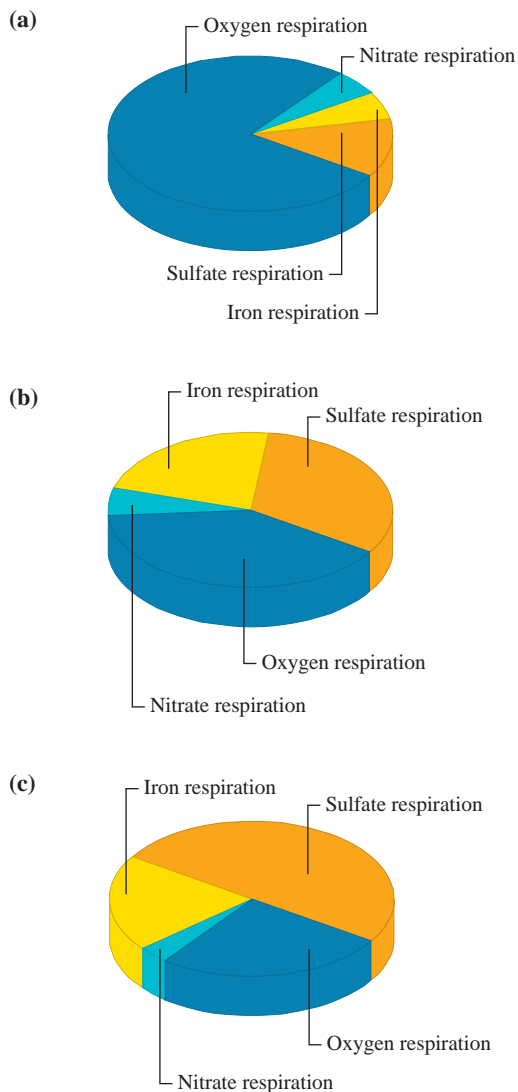 (a)
Oxygen respiration
Nitrate respiration
Sulfate respiration
Iron respiration
(b)
Iron respiration
Sulfate respiration
Oxygen respiration
Nitrate respiration
(c)
Iron respiration
Sulfate respiration
Oxygen respiration
Nitrate respiration